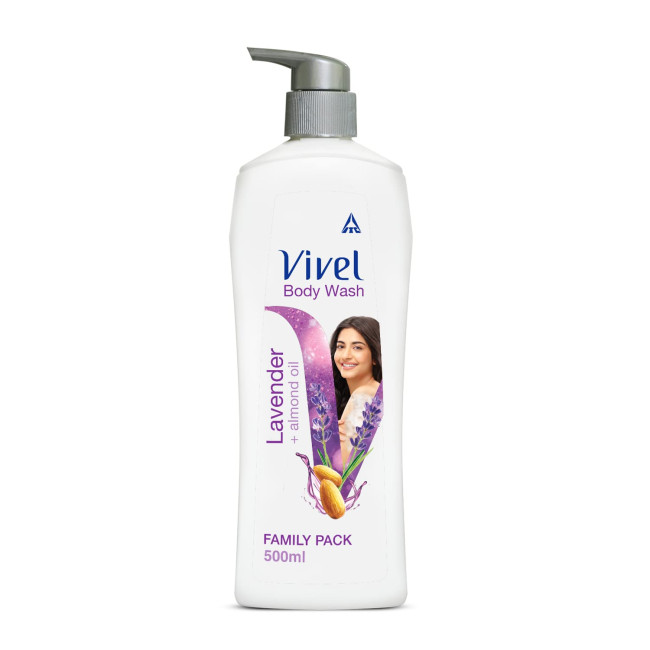 ITC
Vivel
Body Wash
Lavender
+ almond oil
FAMILY PACK
500ml